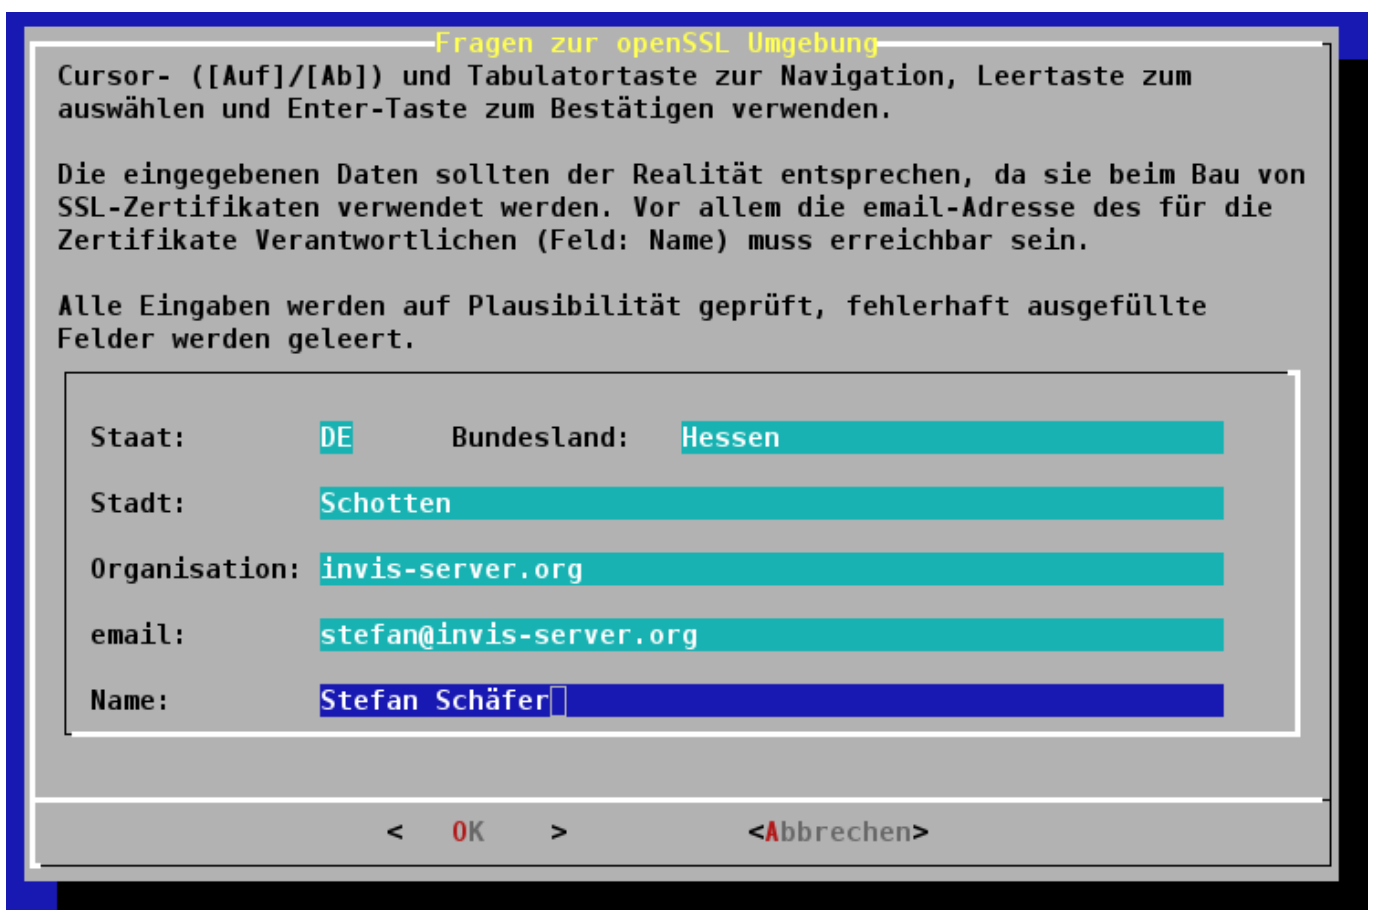 Fragen zur openSSL Umgebung
Cursor- ([Auf]/[Ab]) und Tabulatortaste zur Navigation, Leertaste zum
auswählen und Enter-Taste zum Bestätigen verwenden.
Die eingegebenen Daten sollten der Realität entsprechen, da sie beim Bau von
SSL-Zertifikaten verwendet werden. Vor allem die email-Adresse des für die
Zertifikate Verantwortlichen (Feld: Name) muss erreichbar sein.
Alle Eingaben werden auf Plausibilität geprüft, fehlerhaft ausgefüllte
Felder werden geleert.
Staat: DE Bundesland: Hessen
Stadt: Schotten
Organisation: invis-server.org
email: stefan@invis-server.org
Name: Stefan Schäfer
< OK > <Abbrechen>